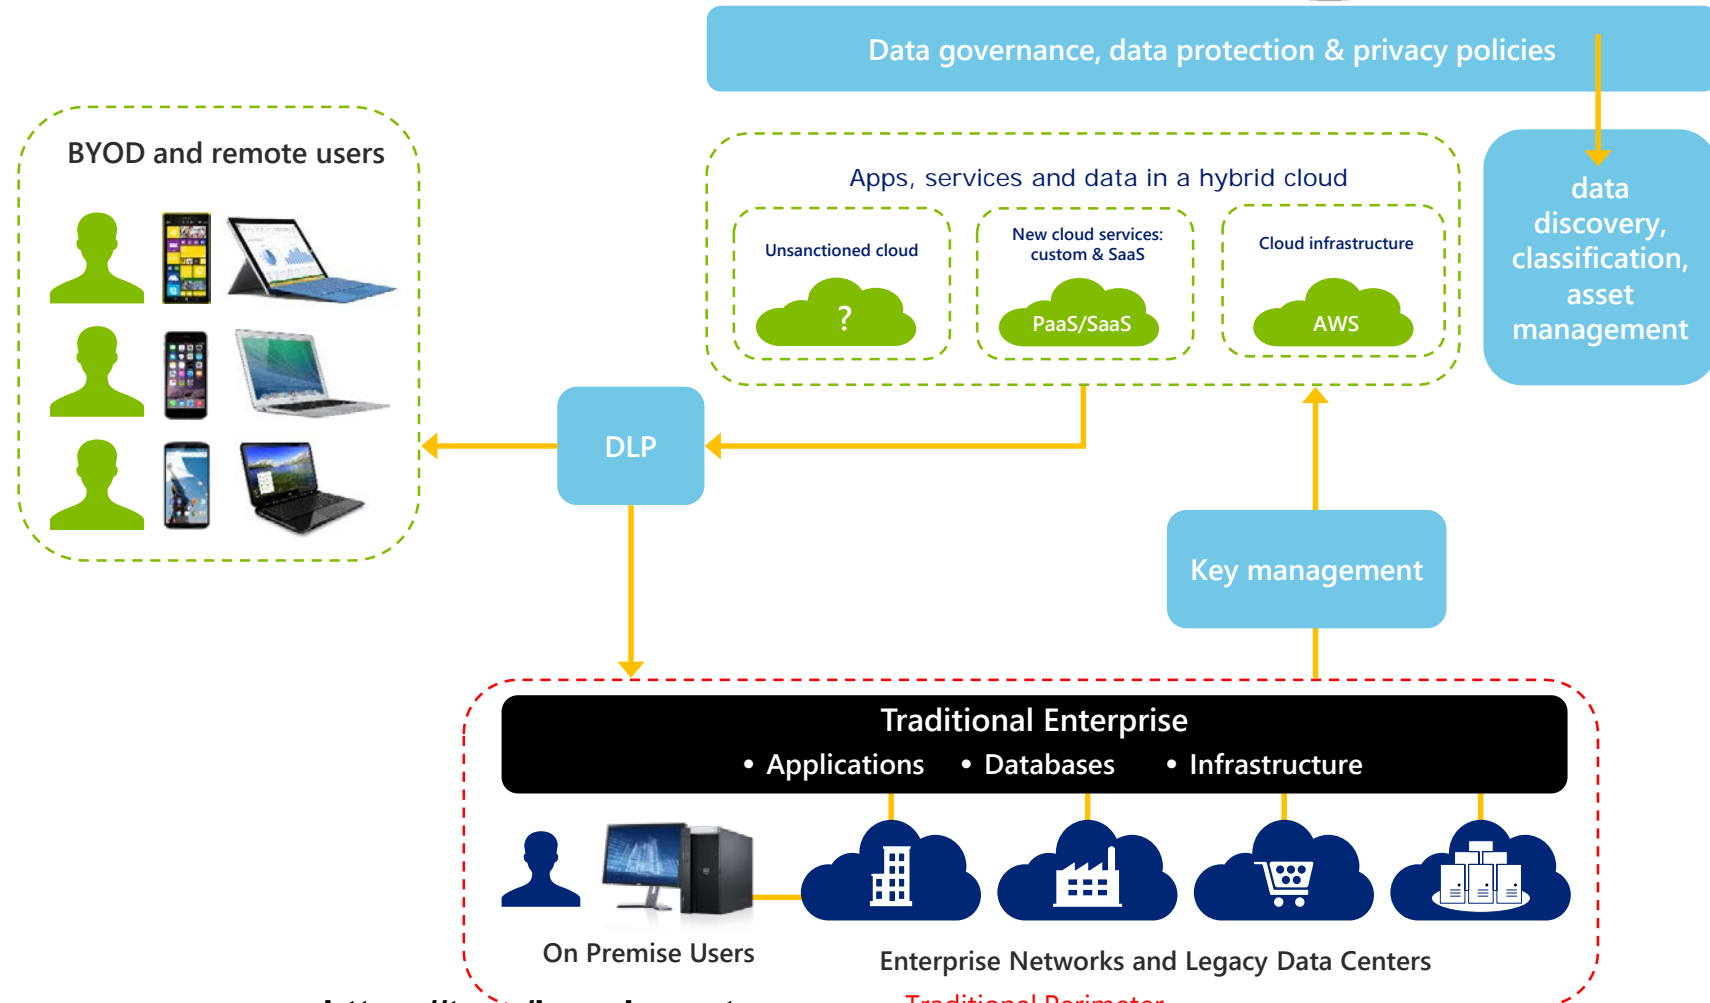 Data governance, data protection & privacy policies
BYOD and remote users
Apps, services and data in a hybrid cloud
Unsanctioned cloud
?
New cloud services:
custom & SaaS
PaaS/SaaS
Cloud infrastructure
AWS
data
discovery,
classification,
asset
management
DLP
Key management
Traditional Enterprise
• Applications • Databases • Infrastructure
On Premise Users
Enterprise Networks and Legacy Data Centers
Traditional Perimeter